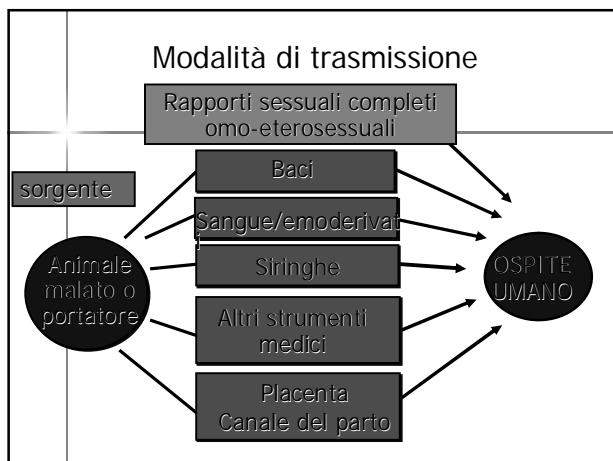 Modalità di trasmissione
Rapporti sessuali completi
omo-eterosessuali
Baci
sorgente
Sangue/emoderivat
i
Animale
malato o
portatore
Siringhe
OSPITE
UMANO
Altri strumenti
medici
Placenta
Canale del parto